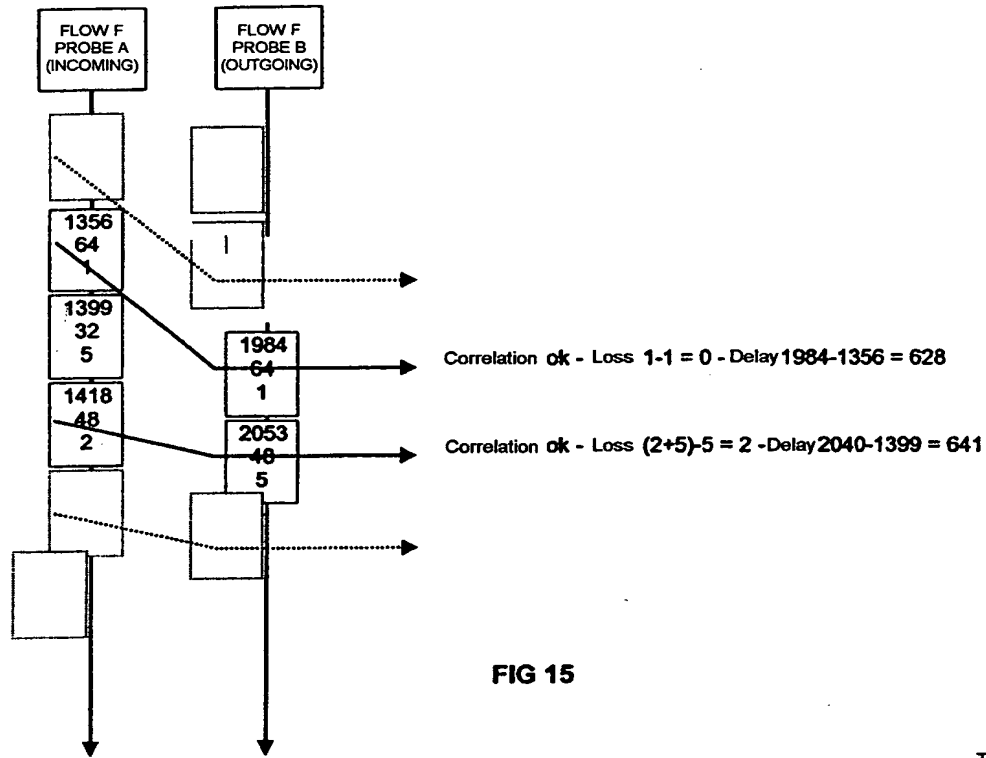 FLOW F
PROBE A
(INCOMING)
FLOW F
PROBE B
(OUTGOING)
1356
64
1
1399
32
5
1418
48
2
1984
64
1
2053
48
5
Correlation ok - Loss 1-1 = 0 - Delay 1984-1356 = 628
Correlation ok - Loss (2+5)-5 = 2 -Delay 2040-1399 = 641
FIG 15